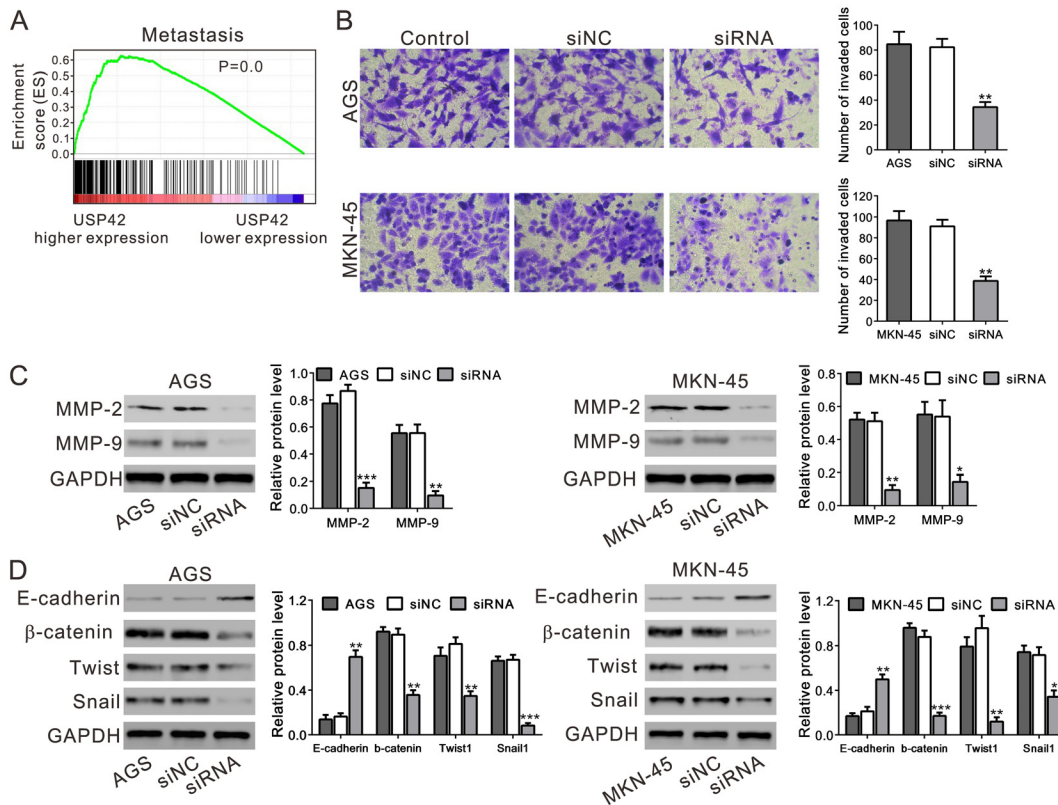 A
Metastasis
P=0.0
Enrichment
score (ES)
0.6
0.4
0.2
0.1
0.0
USP42
higher expression
USP42
lower expression
B
Control
siNC
siRNA
AGS
Number of invaded cells
100
80
60
40
20
0
**
AGS
siNC
siRNA
MKN-45
Number of invaded cells
120
100
80
60
40
20
0
**
MKN-45
siNC
siRNA
C
AGS
MMP-2
MMP-9
GAPDH
AGS
siNC
siRNA
AGS
siNC
siRNA
Relative protein level
1.0
0.8
0.6
0.4
0.2
0.0
***
**
MMP-2
MMP-9
MKN-45
MMP-2
MMP-9
GAPDH
MKN-45
siNC
siRNA
MKN-45
siNC
siRNA
Relative protein level
0.8
0.6
0.4
0.2
0.0
**
*
MMP-2
MMP-9
D
AGS
E-cadherin
β-catenin
Twist
Snail
GAPDH
AGS
siNC
siRNA
AGS
siNC
siRNA
Relative protein level
1.2
0.8
0.4
0.0
**
**
**
***
E-cadherin
b-catenin
Twist1
Snail1
MKN-45
E-cadherin
β-catenin
Twist
Snail
GAPDH
MKN-45
siNC
siRNA
MKN-45
siNC
siRNA
Relative protein level
1.2
0.8
0.4
0.0
**
***
**
*
E-cadherin
b-catenin
Twist1
Snail1